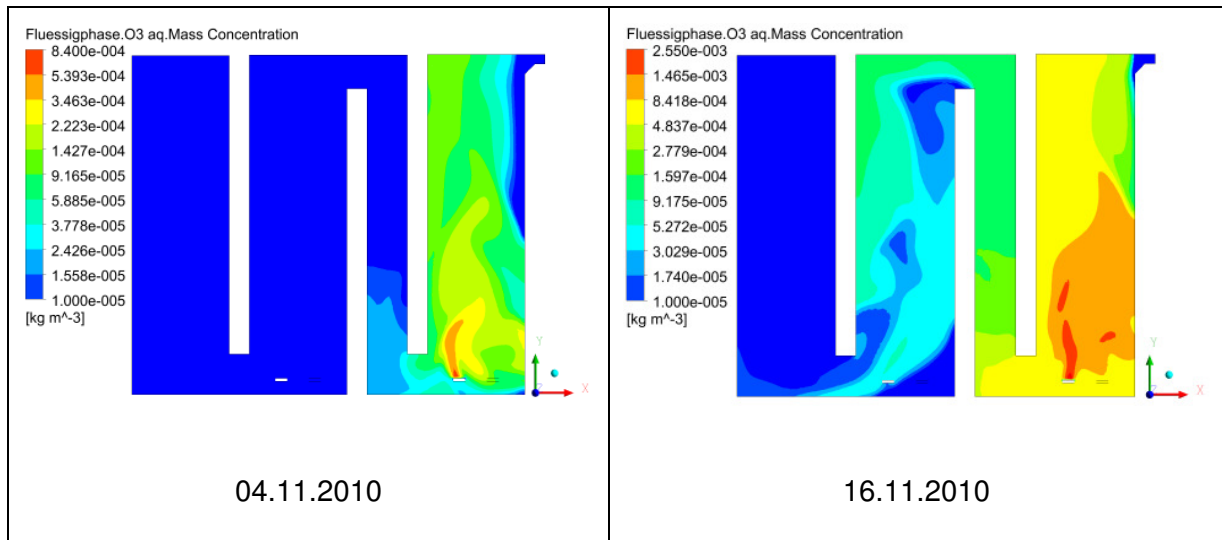 Fluessigphase.O3 aq.Mass Concentration
8.400e-004
5.393e-004
3.463e-004
2.223e-004
1.427e-004
9.165e-005
5.885e-005
3.778e-005
2.426e-005
1.558e-005
1.000e-005
[kg m^-3]
Y
Z
X
04.11.2010
Fluessigphase.O3 aq.Mass Concentration
2.550e-003
1.465e-003
8.418e-004
4.837e-004
2.779e-004
1.597e-004
9.175e-005
5.272e-005
3.029e-005
1.740e-005
1.000e-005
[kg m^-3]
Y
Z
X
16.11.2010